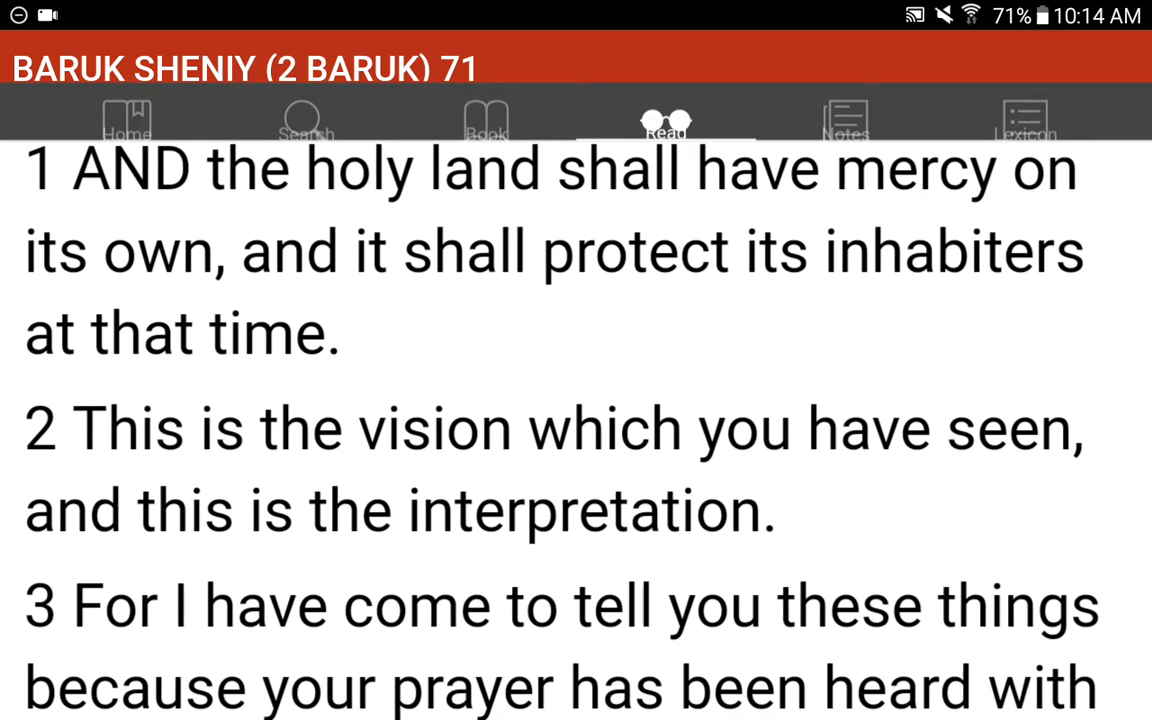 71% 10:14 AM
BARUK SHENIY (2 BARUK) 71
Home Search Book Read Notes Lexicon
1 AND the holy land shall have mercy on
its own, and it shall protect its inhabiters
at that time.
2 This is the vision which you have seen,
and this is the interpretation.
3 For I have come to tell you these things
because your prayer has been heard with